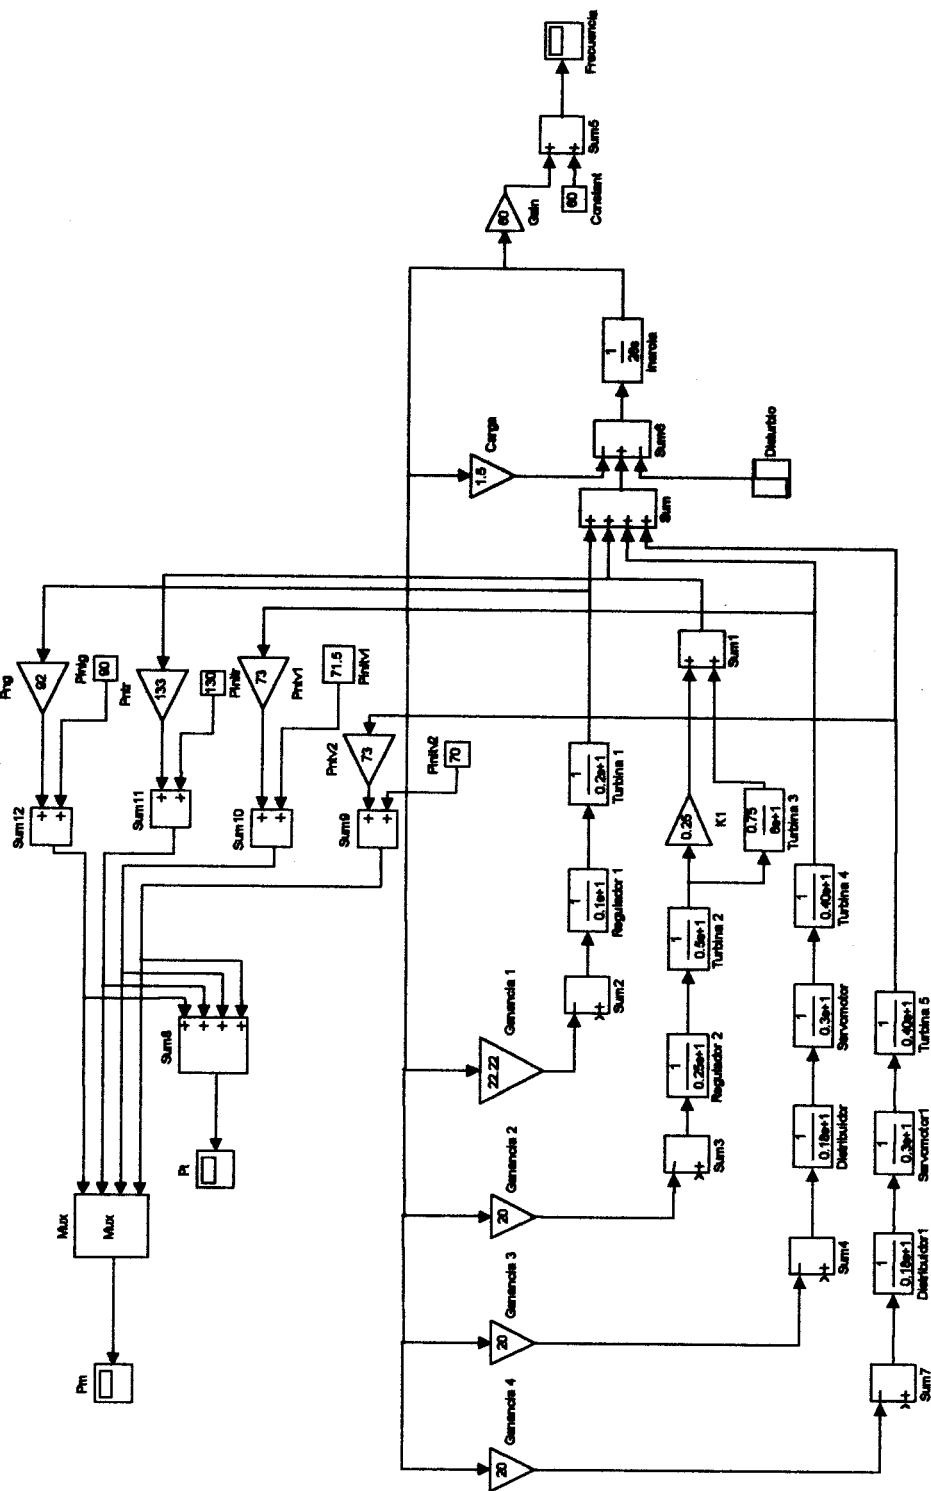 Frecuencia
+
+
Sum5
60
Gain
60
Constant
1
26s
Inercia
Carga
1.5
-
+
-
Sum6
Disturbio
+
+
+
+
Sum
Png
92
Pinig
90
+
+
Sum12
Pntr
133
130
Pinitr
+
+
Sum11
73
Pntv1
71.5
Pinitv1
+
+
Sum10
73
Pntv2
70
Pinitv2
+
+
Sum9
+
+
+
+
Sum8
Pt
Mux
Mux
Pm
Ganancia 1
22.22
-
+
Sum2
1
0.1s+1
Regulador 1
1
0.2s+1
Turbina 1
Ganancia 2
20
-
+
Sum3
1
0.25s+1
Regulador 2
1
0.5s+1
Turbina 2
0.25
K1
0.75
6s+1
Turbina 3
+
+
Sum1
Ganancia 3
20
-
+
Sum4
1
0.18s+1
Distribuidor
1
0.3s+1
Servomotor
1
0.40s+1
Turbina 4
Ganancia 4
20
-
+
Sum7
1
0.18s+1
Distribuidor1
1
0.3s+1
Servomotor1
1
0.40s+1
Turbina 5